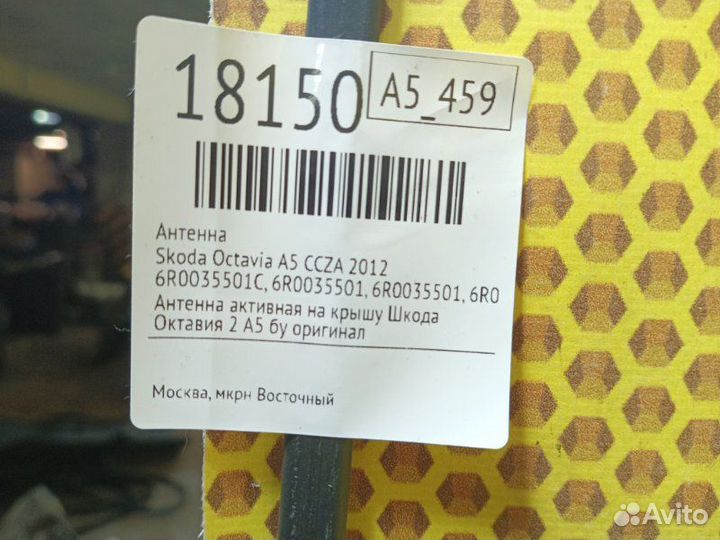 18150
A5_459
Антенна
Skoda Octavia A5 CCZA 2012
6R0035501C, 6R0035501, 6R0035501, 6R0
Антенна активная на крышу Шкода
Октавия 2 А5 бу оригинал
Москва, мкрн Восточный
Avito